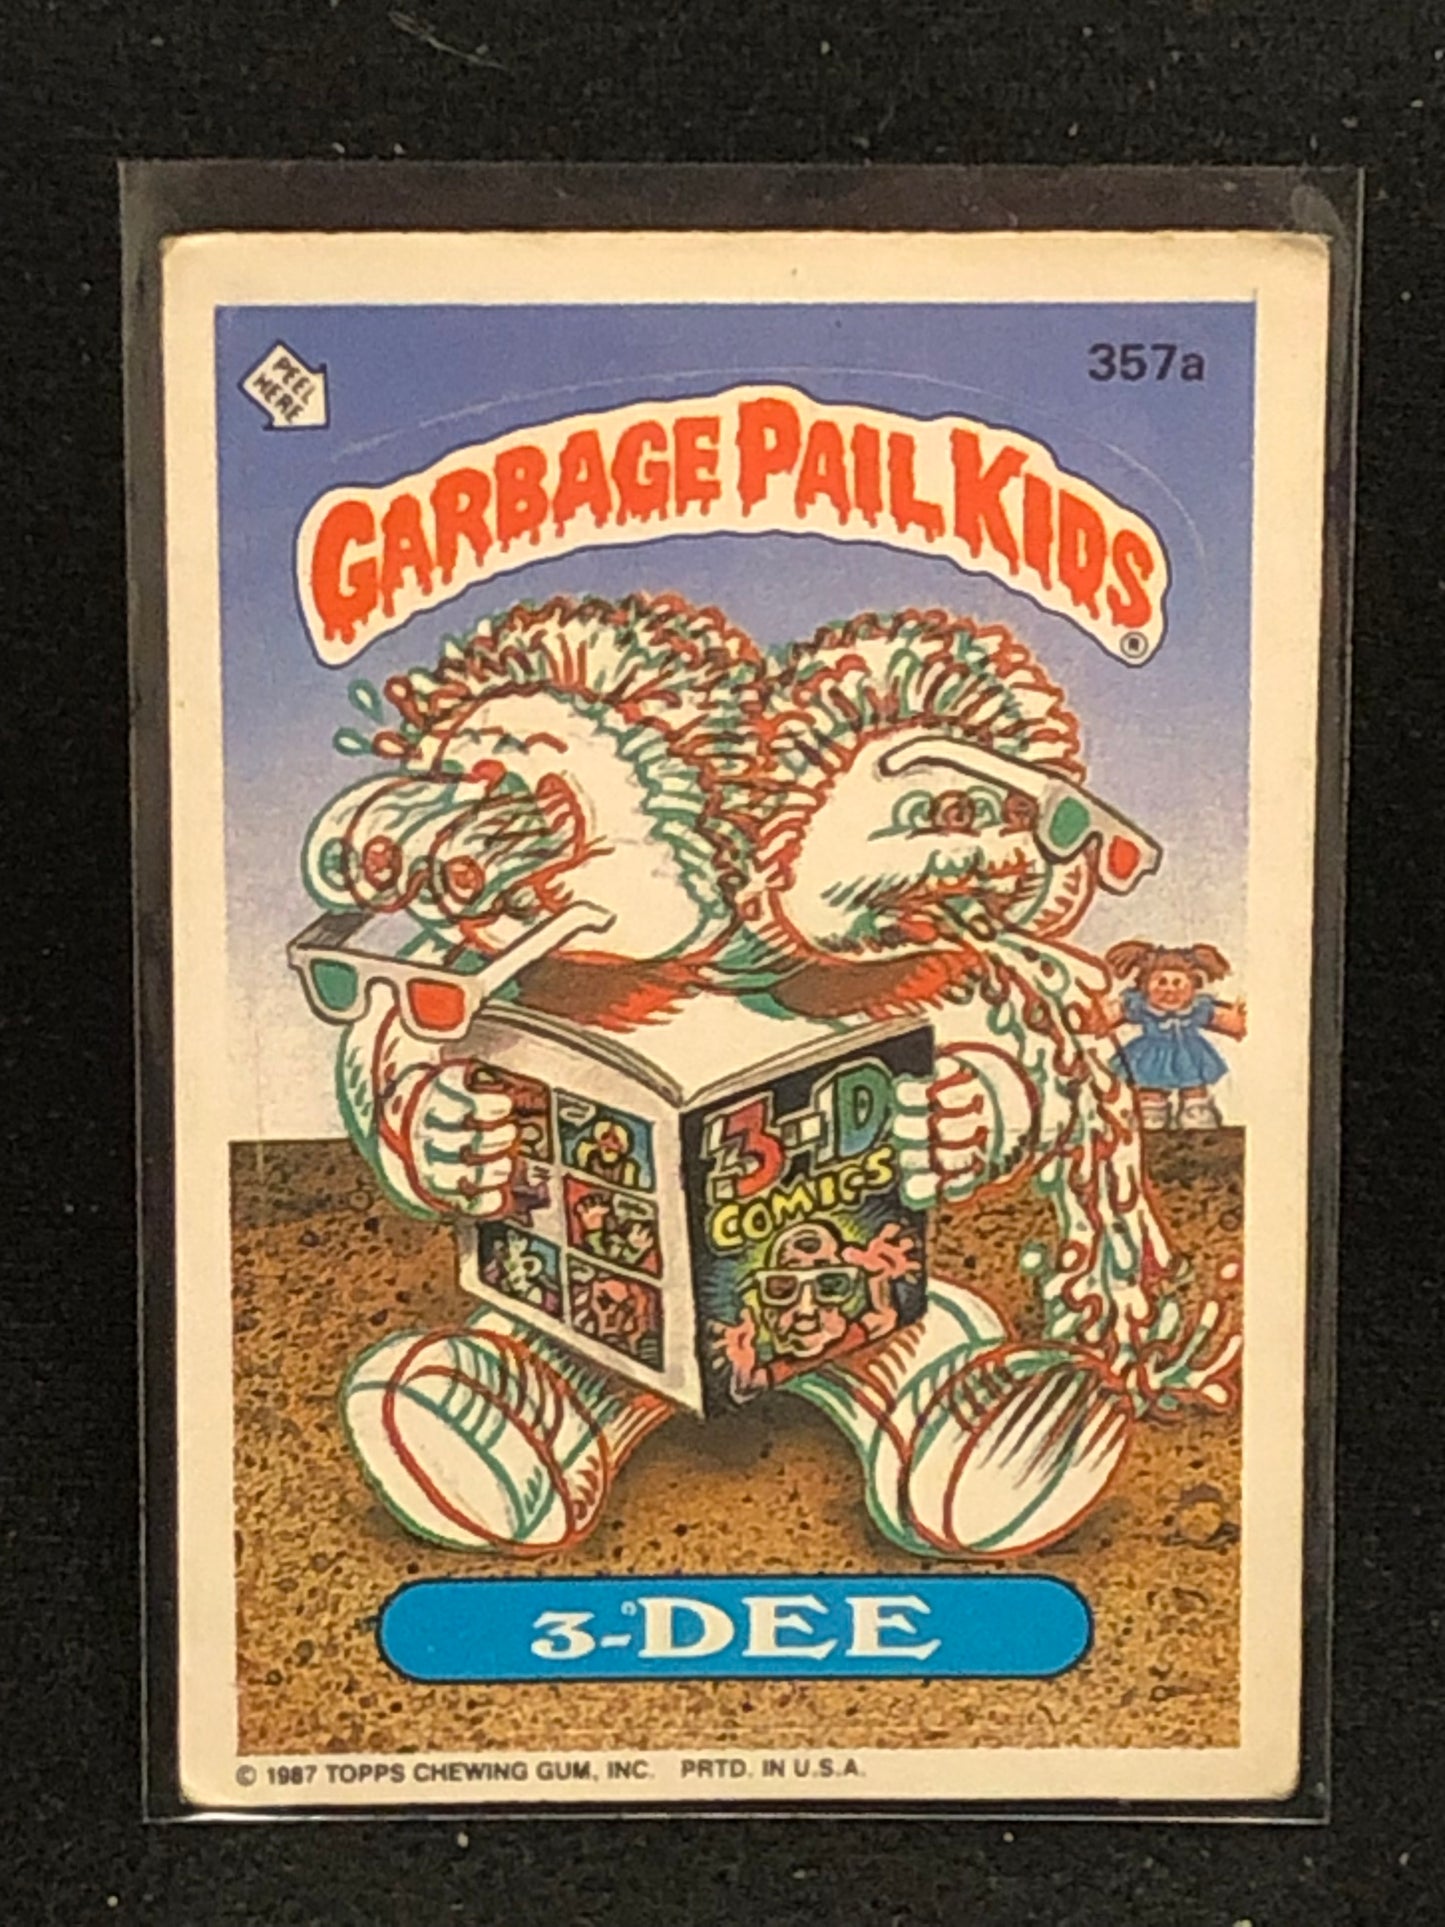 PEEL
HERE
357a
GARBAGE PAIL KIDS®
3-D
COMICS
3-DEE
© 1987 TOPPS CHEWING GUM, INC. PRTD. IN U.S.A.